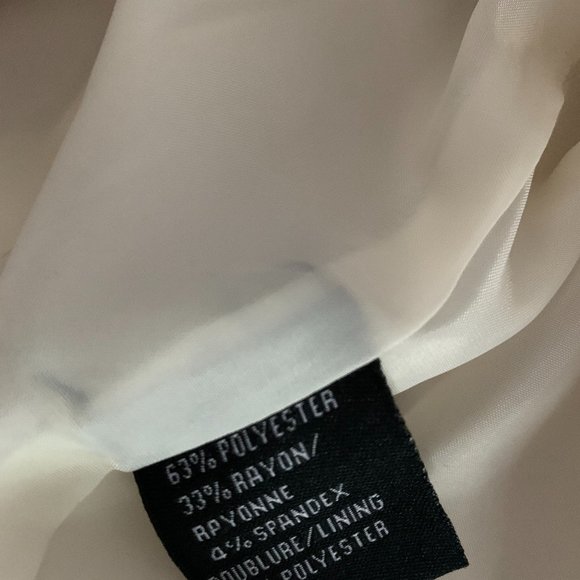 63% POLYESTER
33% RAYON/
RPYONNE
4% SPANDEX
DOUBLURE/LINING
POLYESTER